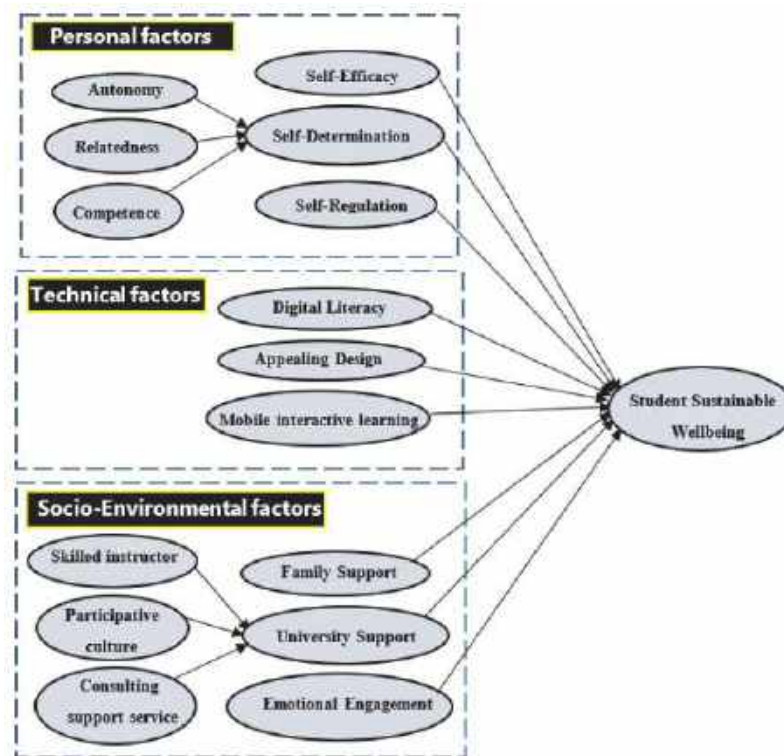 Personal factors
Self-Efficacy
Autonomy
Self-Determination
Relatedness
Self-Regulation
Competence
Technical factors
Digital Literacy
Appealing Design
Mobile interactive learning
Student Sustainable
Wellbeing
Socio-Environmental factors
Skilled instructor
Family Support
Participative
culture
University Support
Consulting
support service
Emotional Engagement